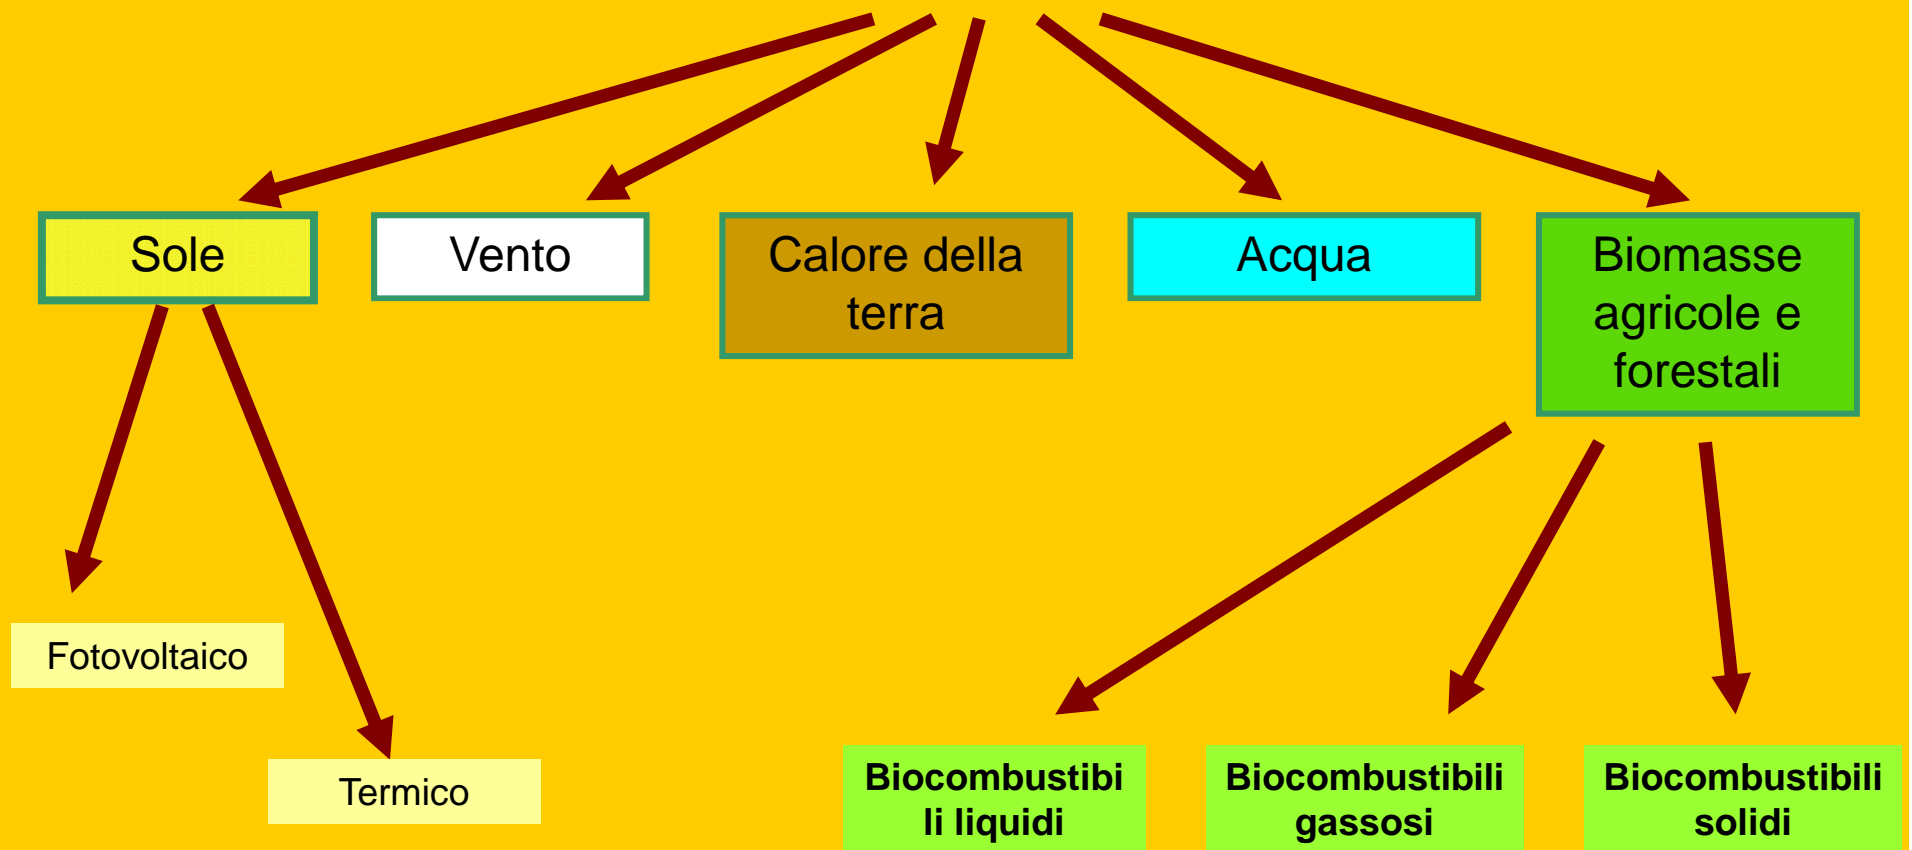 Sole
Vento
Calore della
terra
Acqua
Biomasse
agricole e
forestali
Fotovoltaico
Termico
Biocombustibi
li liquidi
Biocombustibili
gassosi
Biocombustibili
solidi